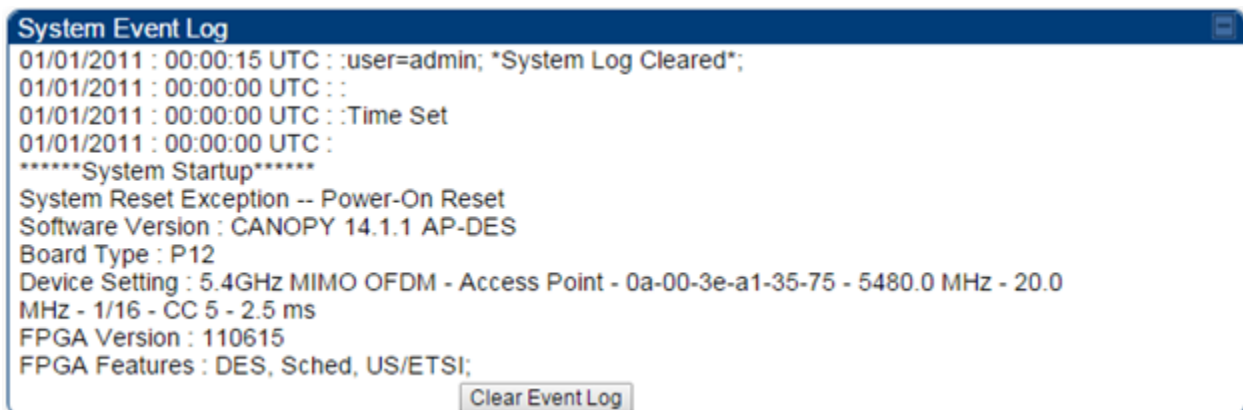 System Event Log
01/01/2011 : 00:00:15 UTC : :user=admin; *System Log Cleared*;
01/01/2011 : 00:00:00 UTC : :
01/01/2011 : 00:00:00 UTC : :Time Set
01/01/2011 : 00:00:00 UTC :
******System Startup******
System Reset Exception -- Power-On Reset
Software Version : CANOPY 14.1.1 AP-DES
Board Type : P12
Device Setting : 5.4GHz MIMO OFDM - Access Point - 0a-00-3e-a1-35-75 - 5480.0 MHz - 20.0
MHz - 1/16 - CC 5 - 2.5 ms
FPGA Version : 110615
FPGA Features : DES, Sched, US/ETSI;
Clear Event Log